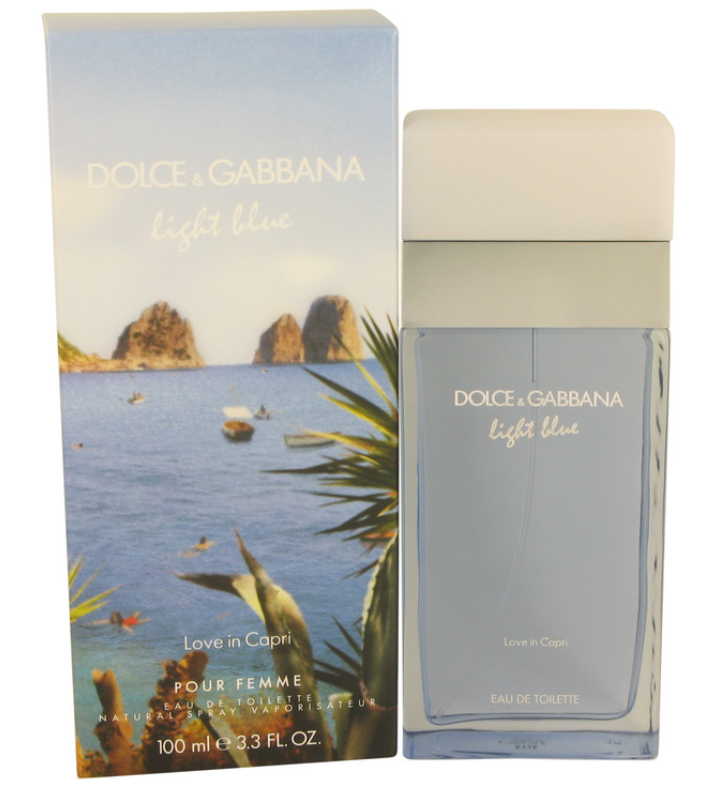 DOLCE & GABBANA
light blue
Love in Capri
POUR FEMME
EAU DE TOILETTE
NATURAL SPRAY VAPORISATEUR
100 ml e 3.3 FL. OZ.
DOLCE & GABBANA
light blue
Love in Capri
EAU DE TOILETTE